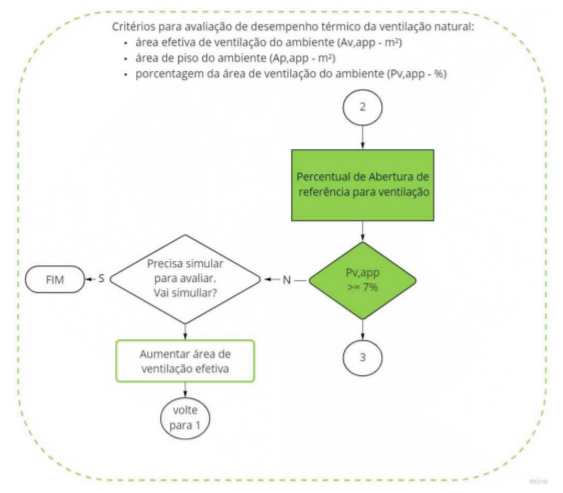 Critérios para avaliação de desempenho térmico da ventilação natural:
• área efetiva de ventilação do ambiente (Av,app - m²)
• área de piso do ambiente (Ap,app - m²)
• porcentagem da área de ventilação do ambiente (Pv,app - %)
2
Percentual de Abertura de
referência para ventilação
Pv,app
>= 7%
N
Precisa simular
para avaliar.
Vai simullar?
S
FIM
3
Aumentar área de
ventilação efetiva
volte
para 1
miro